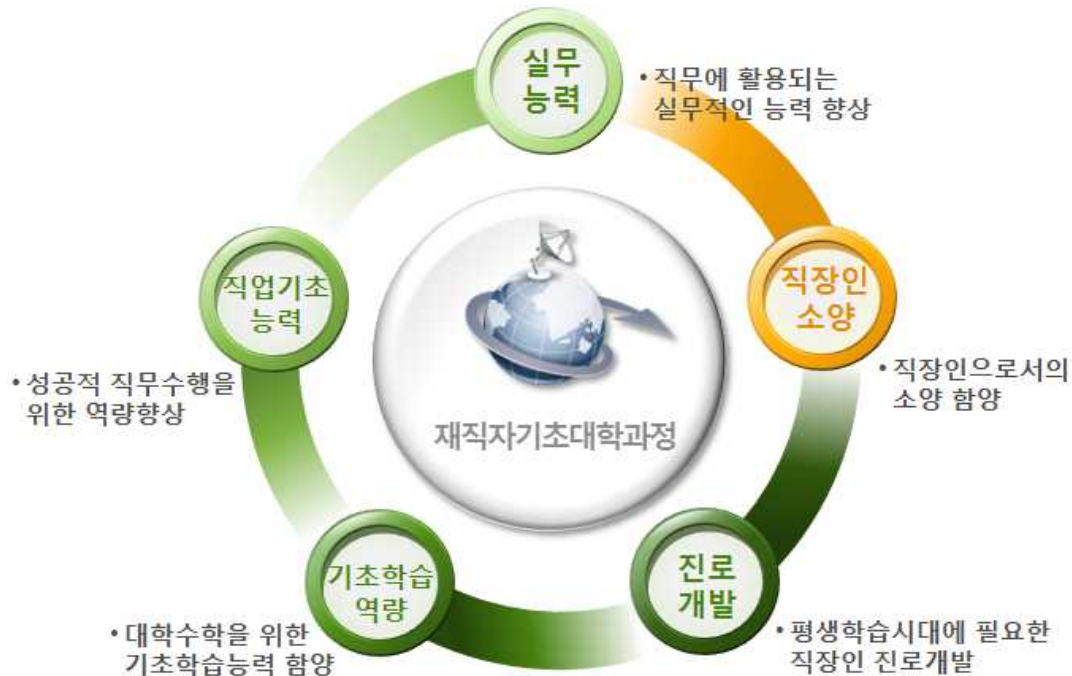 실무
능력
• 직무에 활용되는
실무적인 능력 향상
직장인
소양
• 직장인으로서의
소양 함양
진로
개발
• 평생학습시대에 필요한
직장인 진로개발
기초학습
역량
• 대학수학을 위한
기초학습능력 함양
직업기초
능력
• 성공적 직무수행을
위한 역량향상
재직자기초대학과정